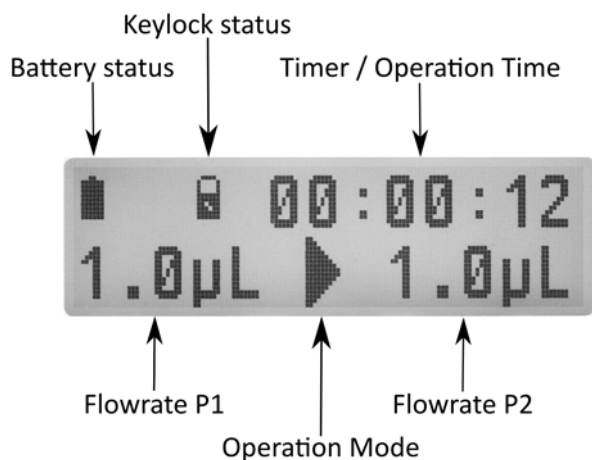 Keylock status
Battery status
Timer / Operation Time
00:00:12
1.0µL 1.0µL
Flowrate P1
Flowrate P2
Operation Mode